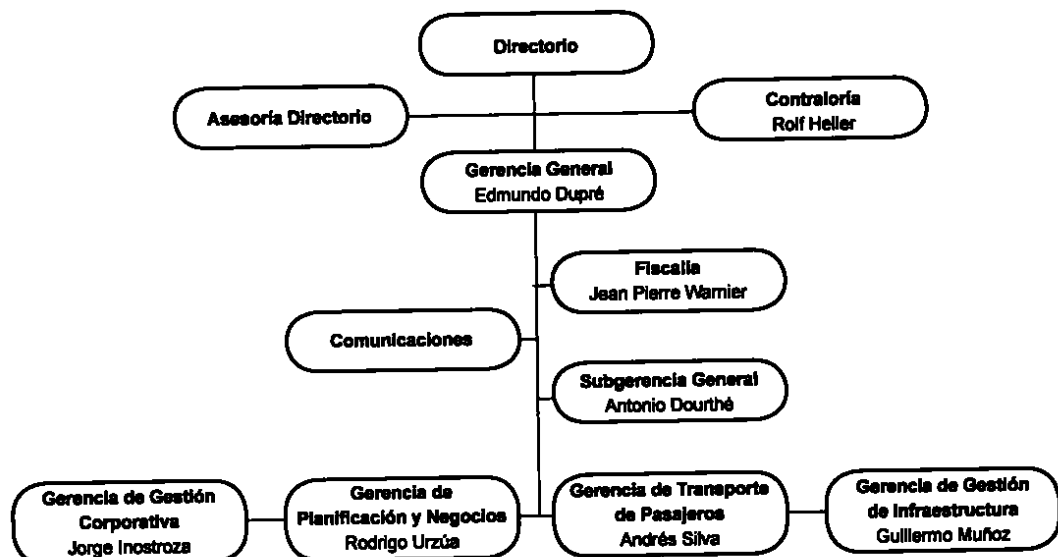 Directorio
Asesoría Directorio
Contraloría
Rolf Heller
Gerencia General
Edmundo Dupré
Fiscalía
Jean Pierre Warnier
Comunicaciones
Subgerencia General
Antonio Dourthé
Gerencia de Gestión
Corporativa
Jorge Inostroza
Gerencia de
Planificación y Negocios
Rodrigo Urzúa
Gerencia de Transporte
de Pasajeros
Andrés Silva
Gerencia de Gestión
de Infraestructura
Guillermo Muñoz